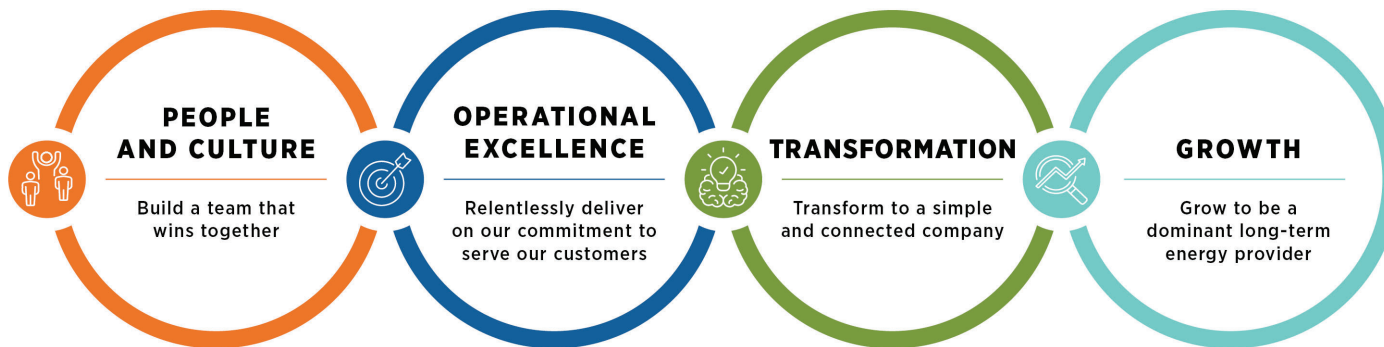 PEOPLE
AND CULTURE
Build a team that
wins together
OPERATIONAL
EXCELLENCE
Relentlessly deliver
on our commitment to
serve our customers
TRANSFORMATION
Transform to a simple
and connected company
GROWTH
Grow to be a
dominant long-term
energy provider